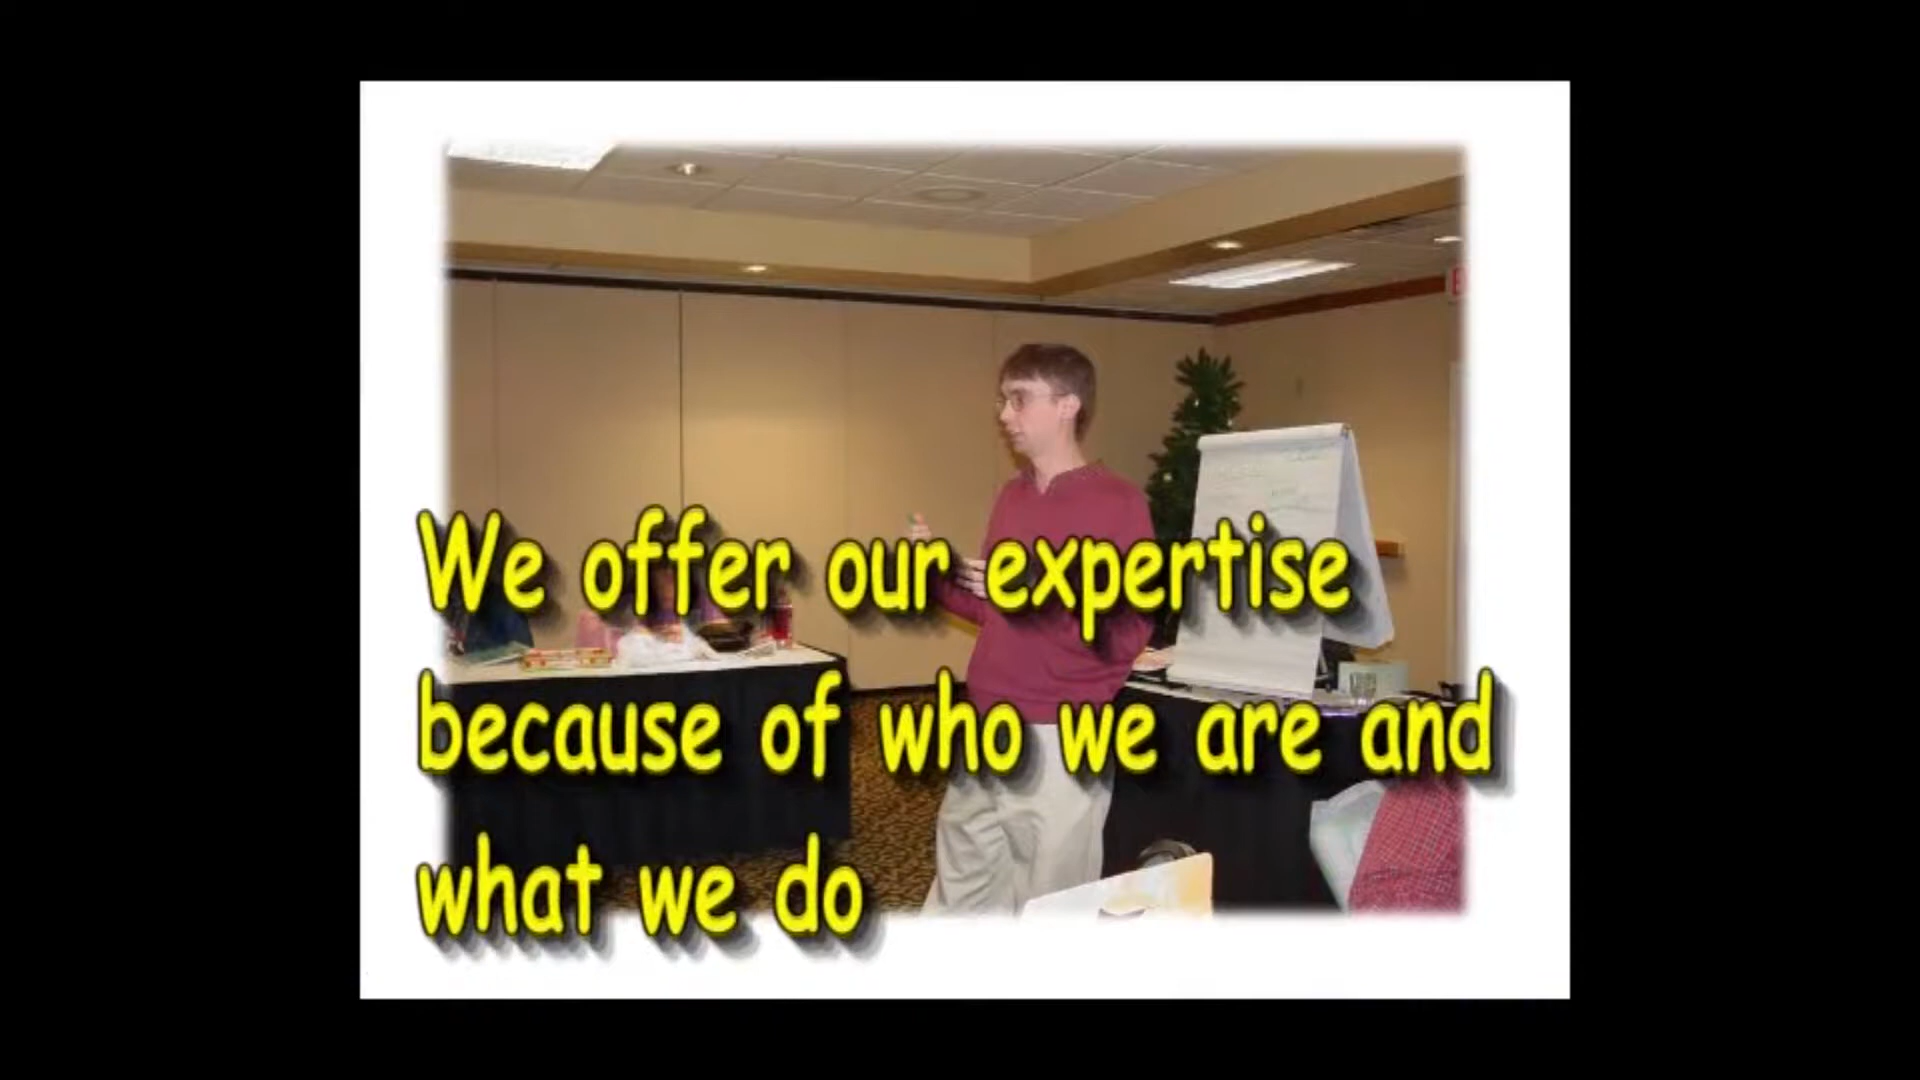 We offer our expertise
because of who we are and
what we do